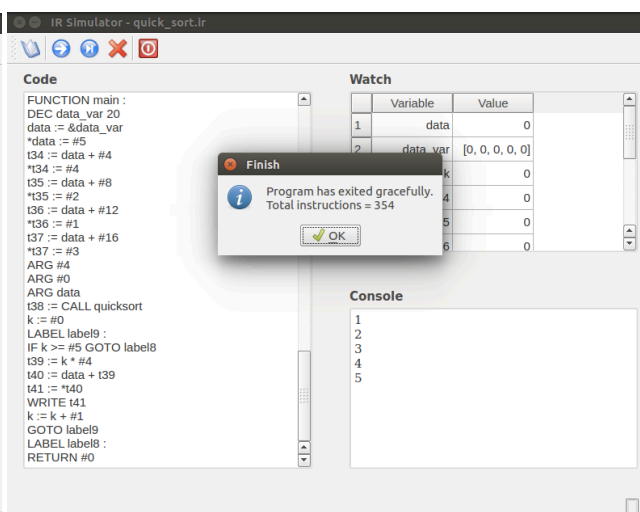 IR Simulator - quick_sort.ir
Code
FUNCTION main :
DEC data_var 20
data := &data_var
*data := #5
t34 := data + #4
*t34 := #4
t35 := data + #8
*t35 := #2
t36 := data + #12
*t36 := #1
t37 := data + #16
*t37 := #3
ARG #4
ARG #0
ARG data
t38 := CALL quicksort
k := #0
LABEL label9 :
IF k >= #5 GOTO label8
t39 := k * #4
t40 := data + t39
t41 := *t40
WRITE t41
k := k + #1
GOTO label9
LABEL label8 :
RETURN #0
Watch
Variable Value
1 data 0
2 data_var [0, 0, 0, 0, 0]
k 0
4 0
5 0
6 0
Finish
Program has exited gracefully.
Total instructions = 354
OK
Console
1
2
3
4
5